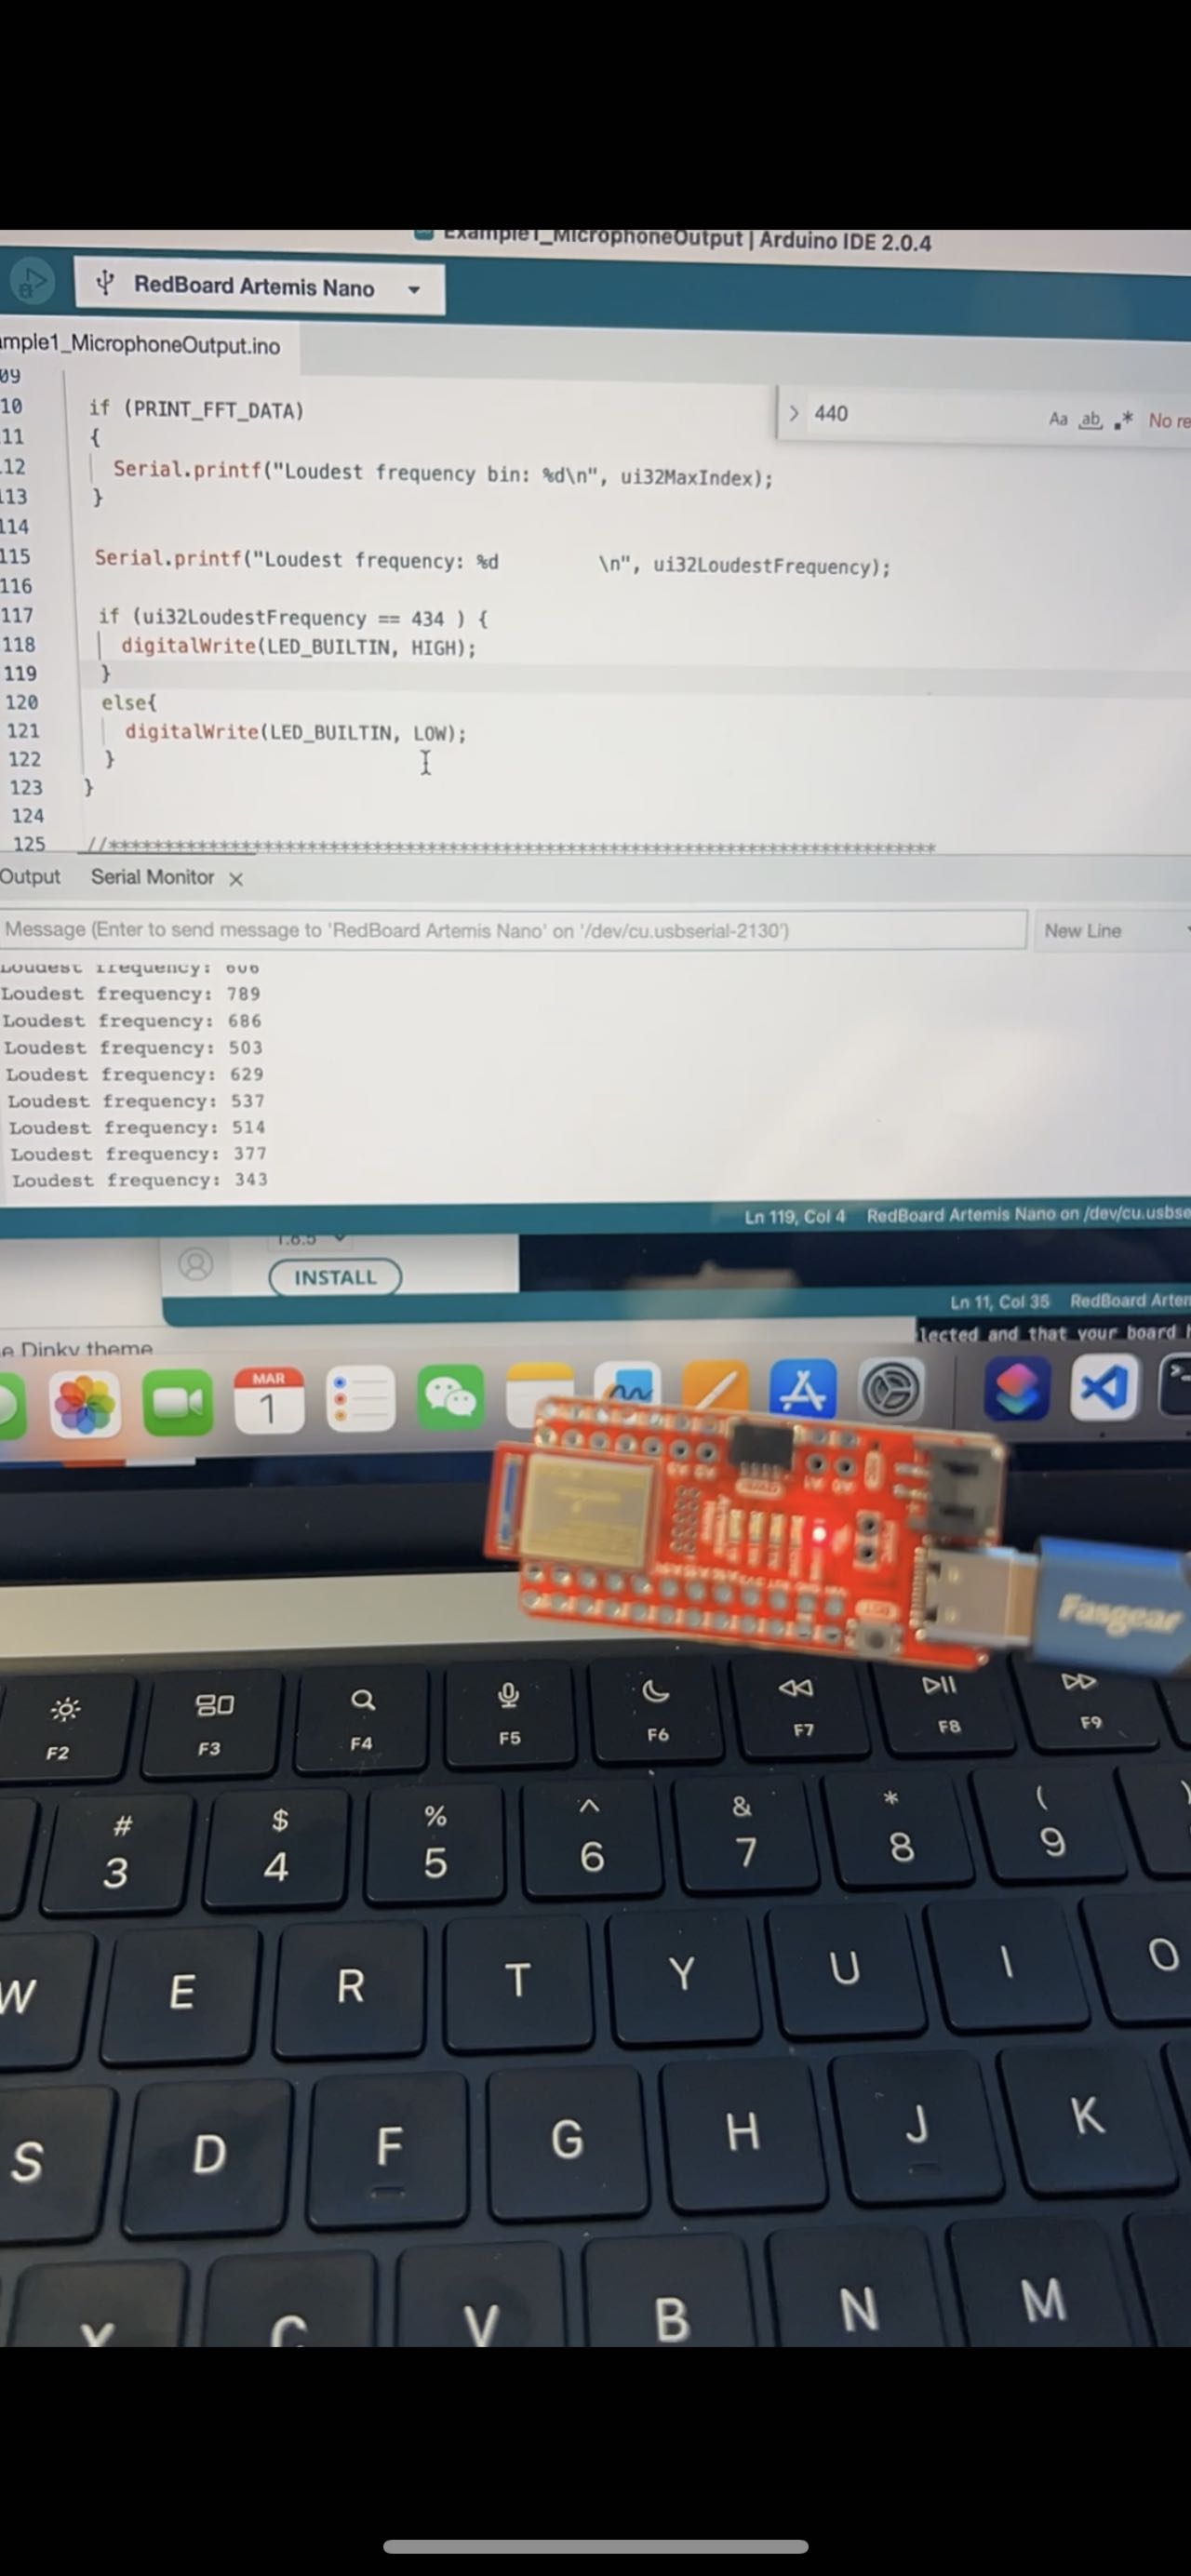 Example1_MicrophoneOutput | Arduino IDE 2.0.4
RedBoard Artemis Nano
mple1_MicrophoneOutput.ino
09
10 if (PRINT_FFT_DATA)
> 440 Aa ab .* No re
11 {
12 Serial.printf("Loudest frequency bin: %d\n", ui32MaxIndex);
113 }
114
115 Serial.printf("Loudest frequency: %d \n", ui32LoudestFrequency);
116
117 if (ui32LoudestFrequency == 434 ) {
118 digitalWrite(LED_BUILTIN, HIGH);
119 }
120 else{
121 digitalWrite(LED_BUILTIN, LOW);
122 }
123 }
124
125
Output Serial Monitor ×
Message (Enter to send message to 'RedBoard Artemis Nano' on '/dev/cu.usbserial-2130') New Line
Loudest frequency: 606
Loudest frequency: 789
Loudest frequency: 686
Loudest frequency: 503
Loudest frequency: 629
Loudest frequency: 537
Loudest frequency: 514
Loudest frequency: 377
Loudest frequency: 343
Ln 119, Col 4 RedBoard Artemis Nano on /dev/cu.usbse
1.6.5
INSTALL
Ln 11, Col 35 RedBoard Artem
lected and that your board h
e Dinky theme
MAR
1
Fasgear
F2 F3 F4 F5 F6 F7 F8 F9
# $ % ^ & * (
3 4 5 6 7 8 9
W E R T Y U I O
S D F G H J K
X C V B N M